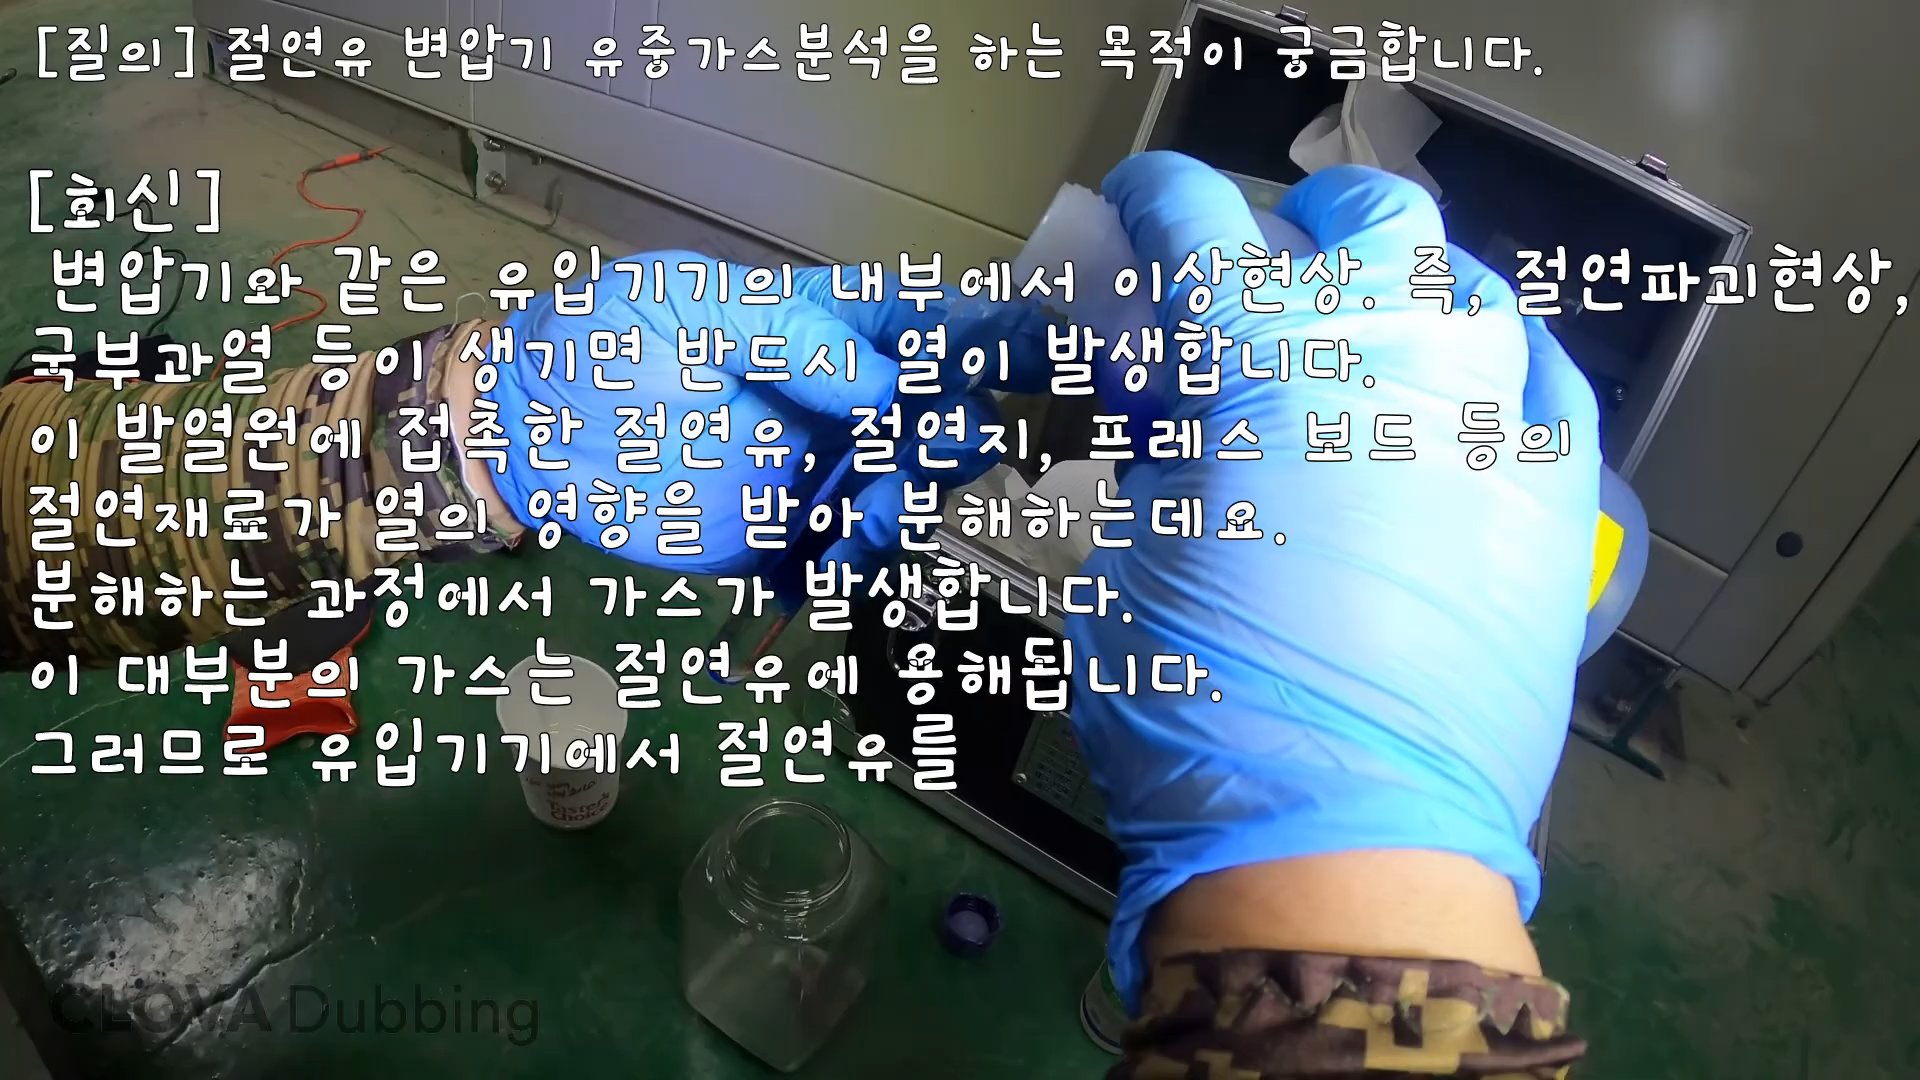 [질의] 절연유 변압기 유중가스분석을 하는 목적이 궁금합니다.
[회신]
변압기와 같은 유입기기의 내부에서 이상현상. 즉, 절연파괴현상,
국부과열 등이 생기면 반드시 열이 발생합니다.
이 발열원에 접촉한 절연유, 절연지, 프레스 보드 등의
절연재료가 열의 영향을 받아 분해하는데요.
분해하는 과정에서 가스가 발생합니다.
이 대부분의 가스는 절연유에 용해됩니다.
그러므로 유입기기에서 절연유를
Taster's
Choice
CLOVA Dubbing